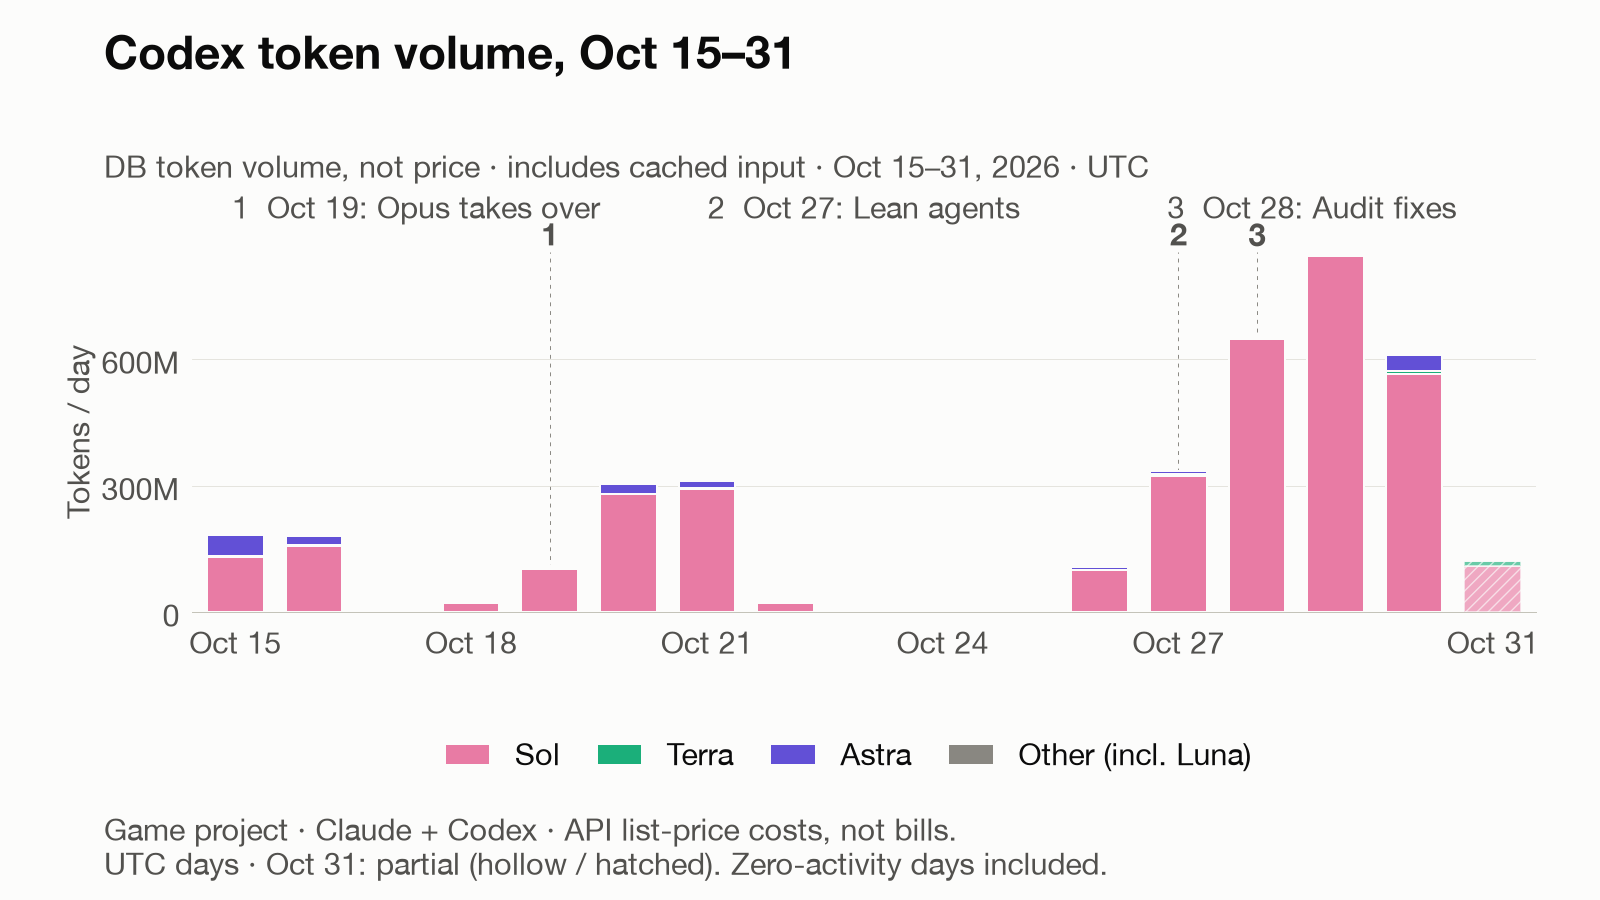 Codex token volume, Oct 15–31
DB token volume, not price · includes cached input · Oct 15–31, 2026 · UTC
1 Oct 19: Opus takes over
2 Oct 27: Lean agents
3 Oct 28: Audit fixes
1
2
3
Tokens / day
600M
300M
0
Oct 15
Oct 18
Oct 21
Oct 24
Oct 27
Oct 31
Sol
Terra
Astra
Other (incl. Luna)
Game project · Claude + Codex · API list-price costs, not bills.
UTC days · Oct 31: partial (hollow / hatched). Zero-activity days included.